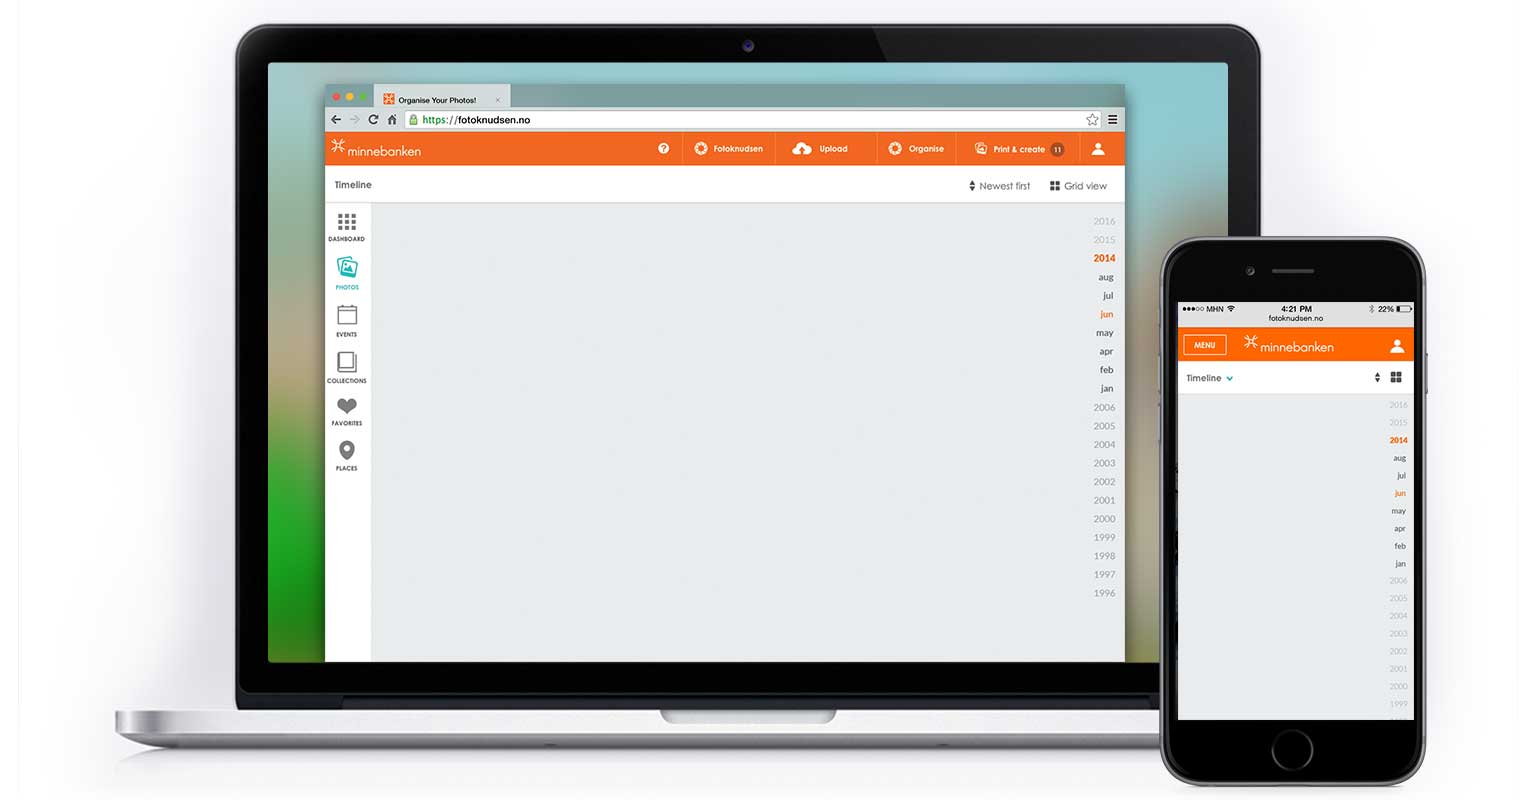 Organise Your Photos!
https://fotoknudsen.no
minnebanken
?
Fotoknudsen
Upload
Organise
Print & create 11
Timeline
Newest first
Grid view
DASHBOARD
PHOTOS
EVENTS
COLLECTIONS
FAVORITES
PLACES
2016
2015
2014
aug
jul
jun
may
apr
feb
jan
2006
2005
2004
2003
2002
2001
2000
1999
1998
1997
1996
MHN 4:21 PM 22%
fotoknudsen.no
MENU
minnebanken
Timeline
2016
2015
2014
aug
jul
jun
may
apr
feb
jan
2006
2005
2004
2003
2002
2001
2000
1999